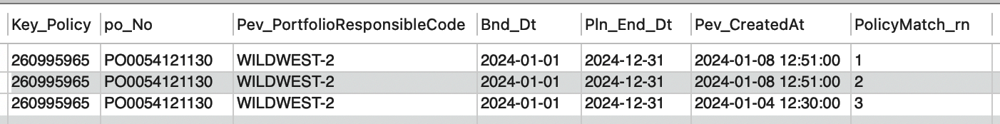 Key_Policy po_No Pev_PortfolioResponsibleCode Bnd_Dt Pln_End_Dt Pev_CreatedAt PolicyMatch_rn
260995965 PO0054121130 WILDWEST-2 2024-01-01 2024-12-31 2024-01-08 12:51:00 1
260995965 PO0054121130 WILDWEST-2 2024-01-01 2024-12-31 2024-01-08 12:51:00 2
260995965 PO0054121130 WILDWEST-2 2024-01-01 2024-12-31 2024-01-04 12:30:00 3